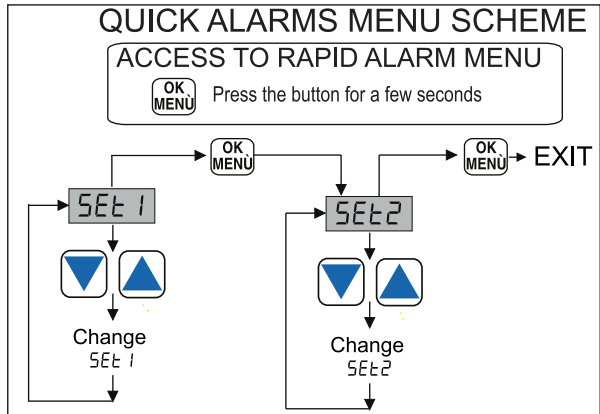 QUICK ALARMS MENU SCHEME
ACCESS TO RAPID ALARM MENU
OK
MENÙ
Press the button for a few seconds
OK
MENÙ
OK
MENÙ
EXIT
SEt 1
SEt2
Change
SEt 1
Change
SEt2